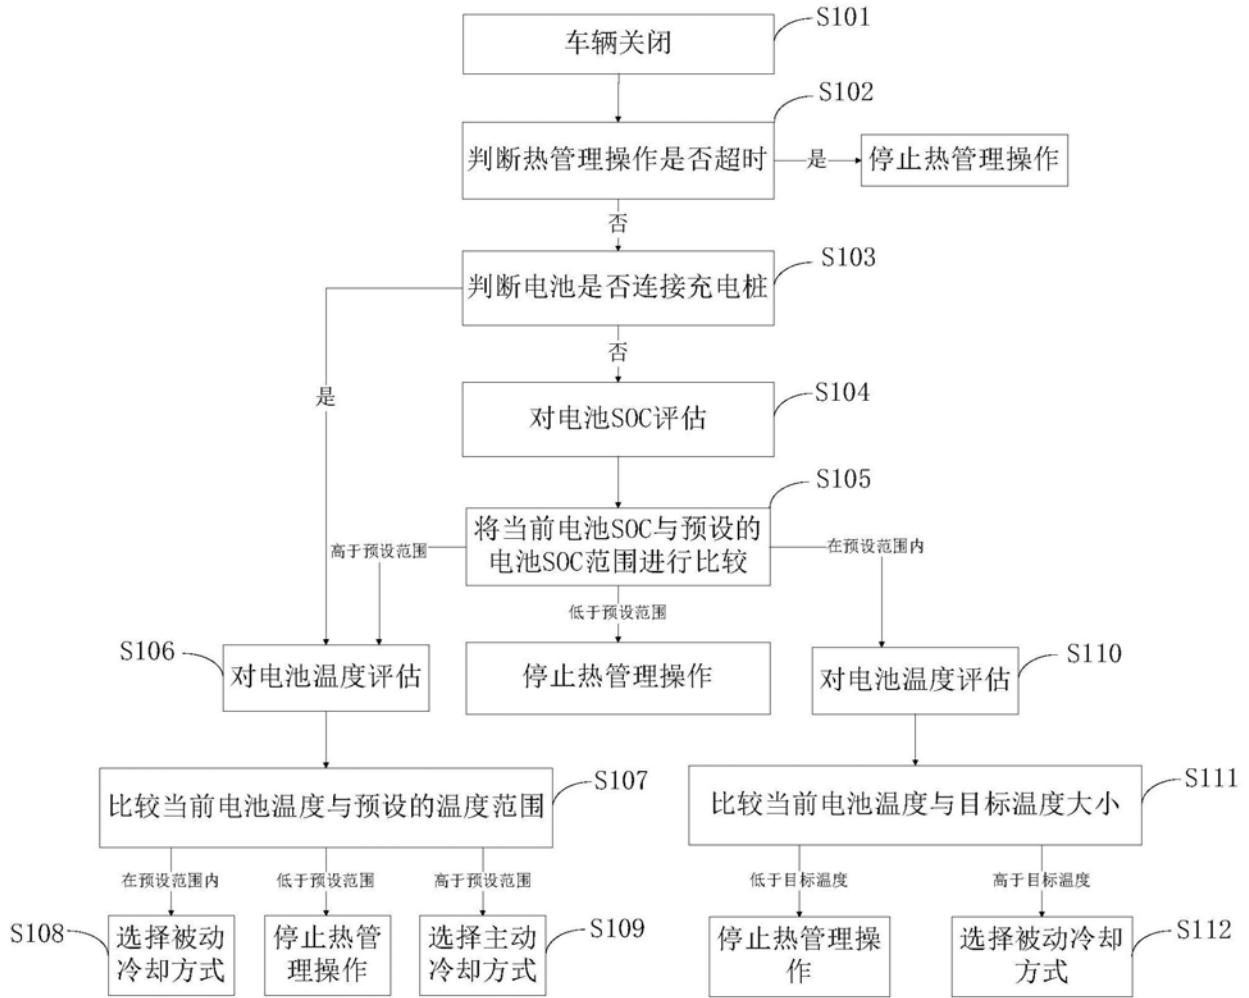 S101
车辆关闭
S102
判断热管理操作是否超时
是
停止热管理操作
否
S103
判断电池是否连接充电桩
否
是
S104
对电池SOC评估
S105
将当前电池SOC与预设的
电池SOC范围进行比较
高于预设范围
在预设范围内
低于预设范围
S106
对电池温度评估
停止热管理操作
S110
对电池温度评估
S107
比较当前电池温度与预设的温度范围
S111
比较当前电池温度与目标温度大小
在预设范围内
低于预设范围
高于预设范围
低于目标温度
高于目标温度
S108
选择被动
冷却方式
停止热管
理操作
S109
选择主动
冷却方式
停止热管理操
作
S112
选择被动冷却
方式